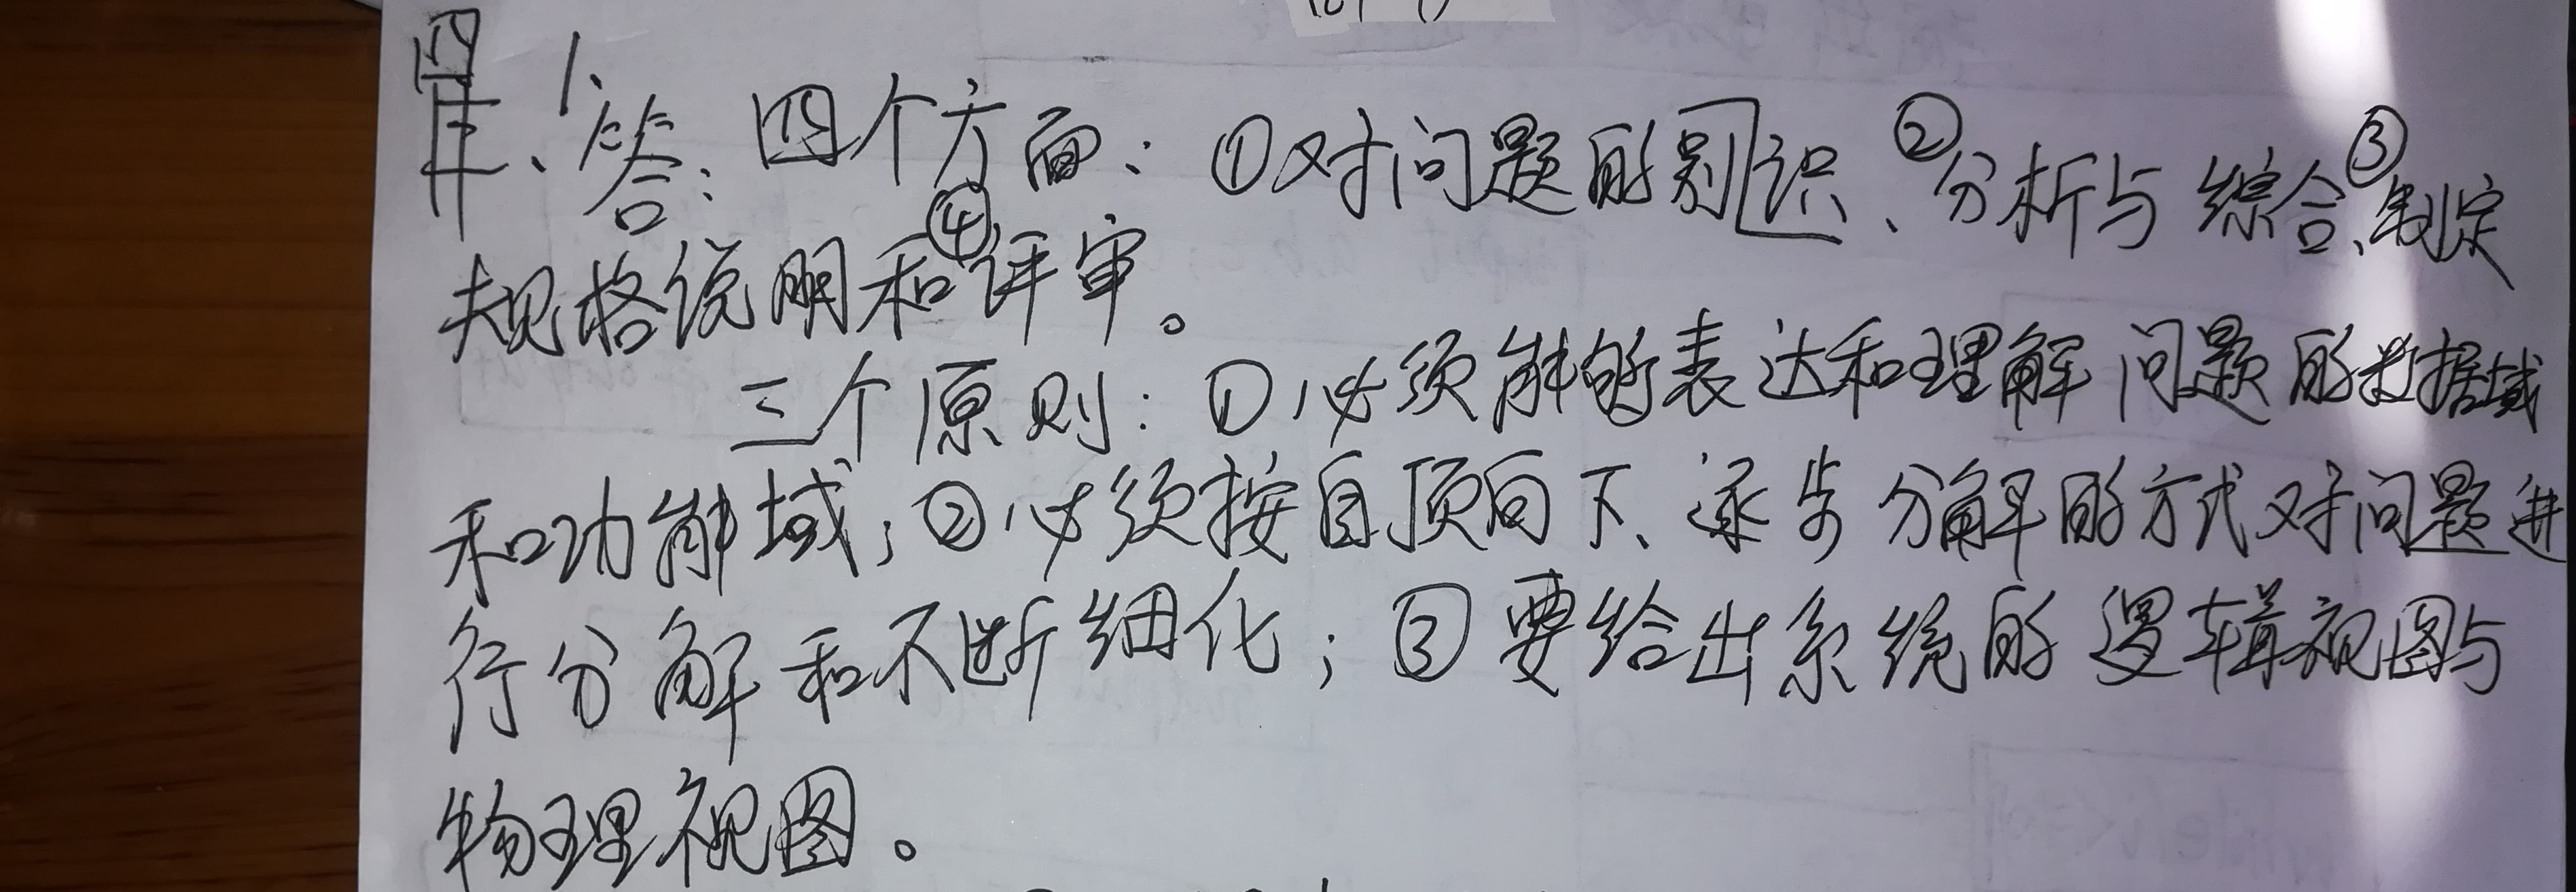 四、1、
答：四个方面：①对问题的别识、②分析与综合、③制定
规格说明和④评审。
三个原则：①必须能够表达和理解问题的数据域
和功能域；②必须按自顶向下、逐步分解的方式对问题进
行分解和不断细化；③要给出系统的逻辑视图与
物理视图。